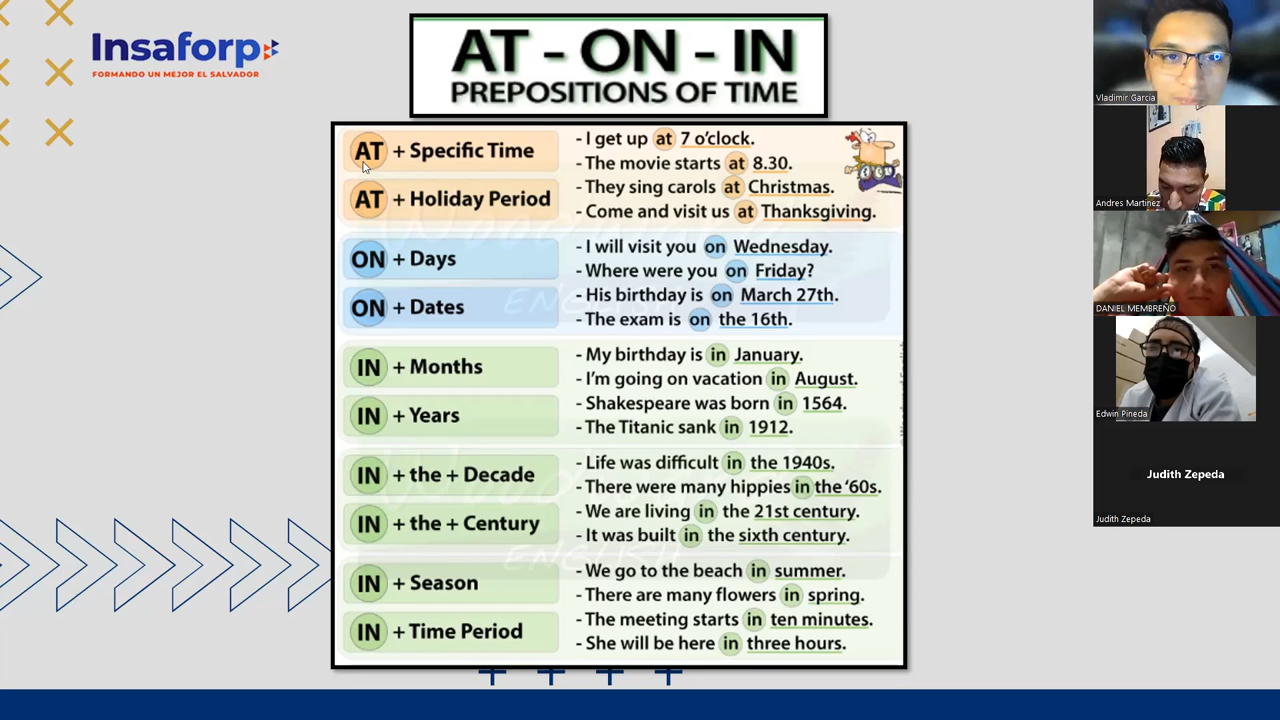 Insaforp
FORMANDO UN MEJOR EL SALVADOR
AT - ON - IN
PREPOSITIONS OF TIME
AT + Specific Time
- I get up at 7 o'clock.
- The movie starts at 8.30.
AT + Holiday Period
- They sing carols at Christmas.
- Come and visit us at Thanksgiving.
ON + Days
- I will visit you on Wednesday.
- Where were you on Friday?
ON + Dates
- His birthday is on March 27th.
- The exam is on the 16th.
IN + Months
- My birthday is in January.
- I'm going on vacation in August.
IN + Years
- Shakespeare was born in 1564.
- The Titanic sank in 1912.
IN + the + Decade
- Life was difficult in the 1940s.
- There were many hippies in the '60s.
IN + the + Century
- We are living in the 21st century.
- It was built in the sixth century.
IN + Season
- We go to the beach in summer.
- There are many flowers in spring.
IN + Time Period
- The meeting starts in ten minutes.
- She will be here in three hours.
ENGLISH
ENGLISH
Vladimir Garcia
Andres Martinez
DANIEL MEMBREÑO
Edwin Pineda
Judith Zepeda
Judith Zepeda